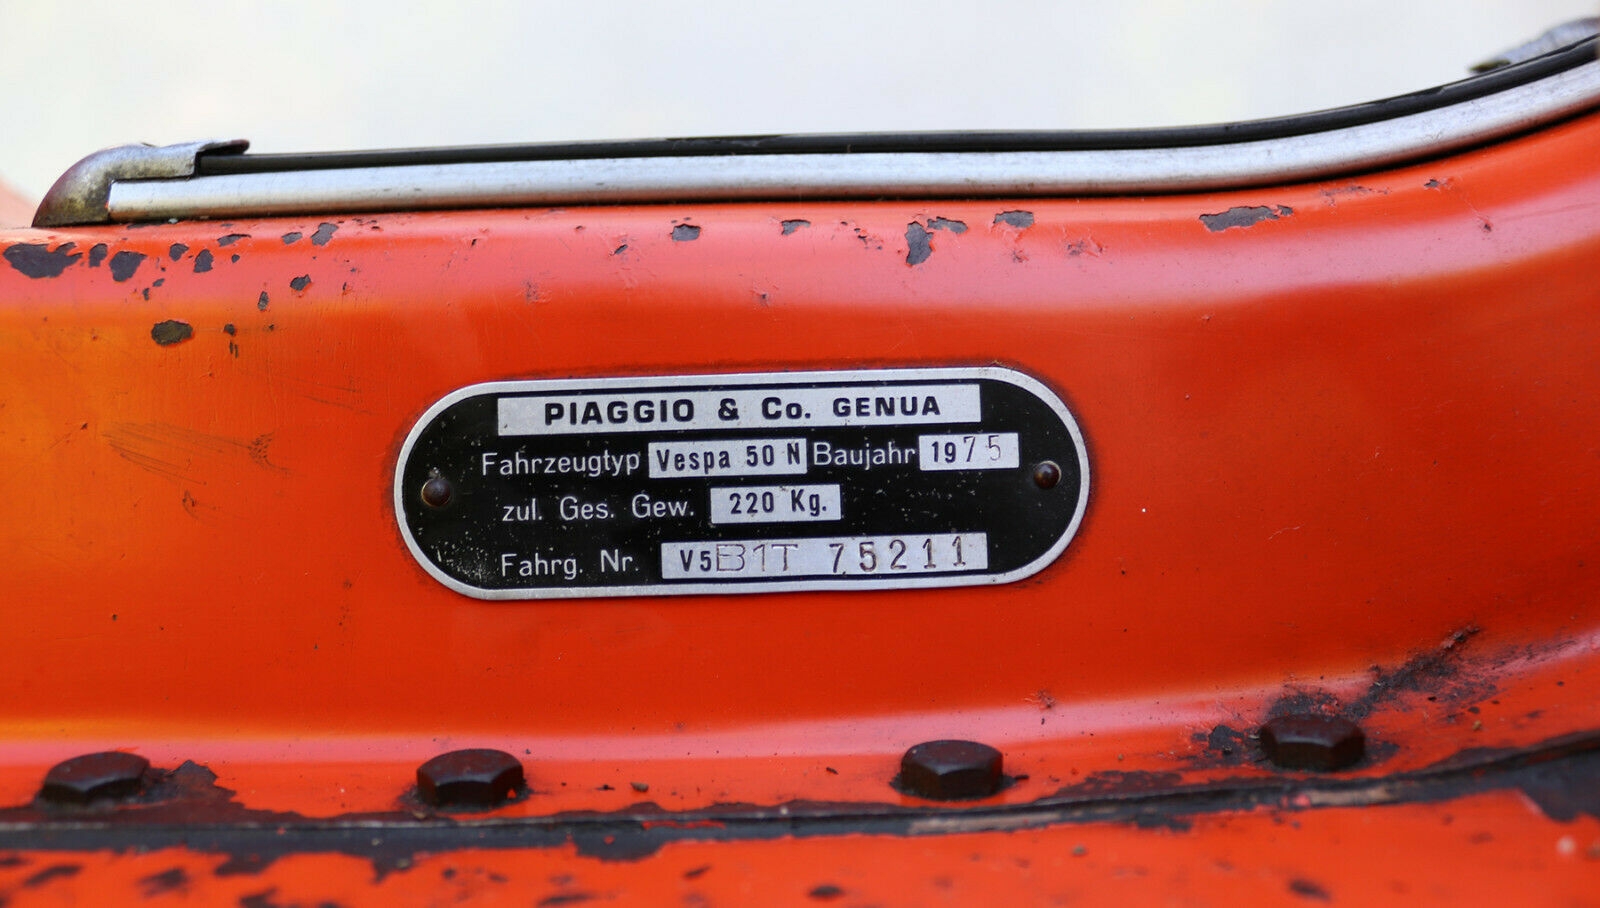 PIAGGIO & Co. GENUA
Fahrzeugtyp Vespa 50 N Baujahr 1975
zul. Ges. Gew. 220 Kg.
Fahrg. Nr. V5B1T 75211